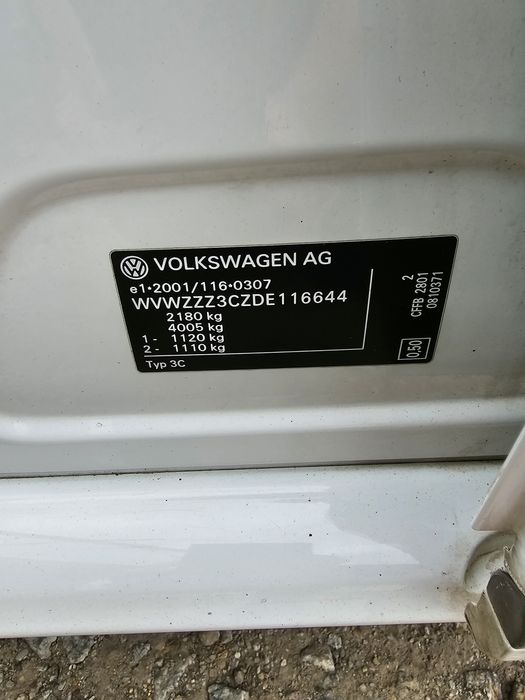 VOLKSWAGEN AG
e1*2001/116*0307
WVWZZZ3CZDE116644
2180 kg
4005 kg
1 - 1120 kg
2 - 1110 kg
Typ 3C
2
CFFB 2801
0810371
0.50